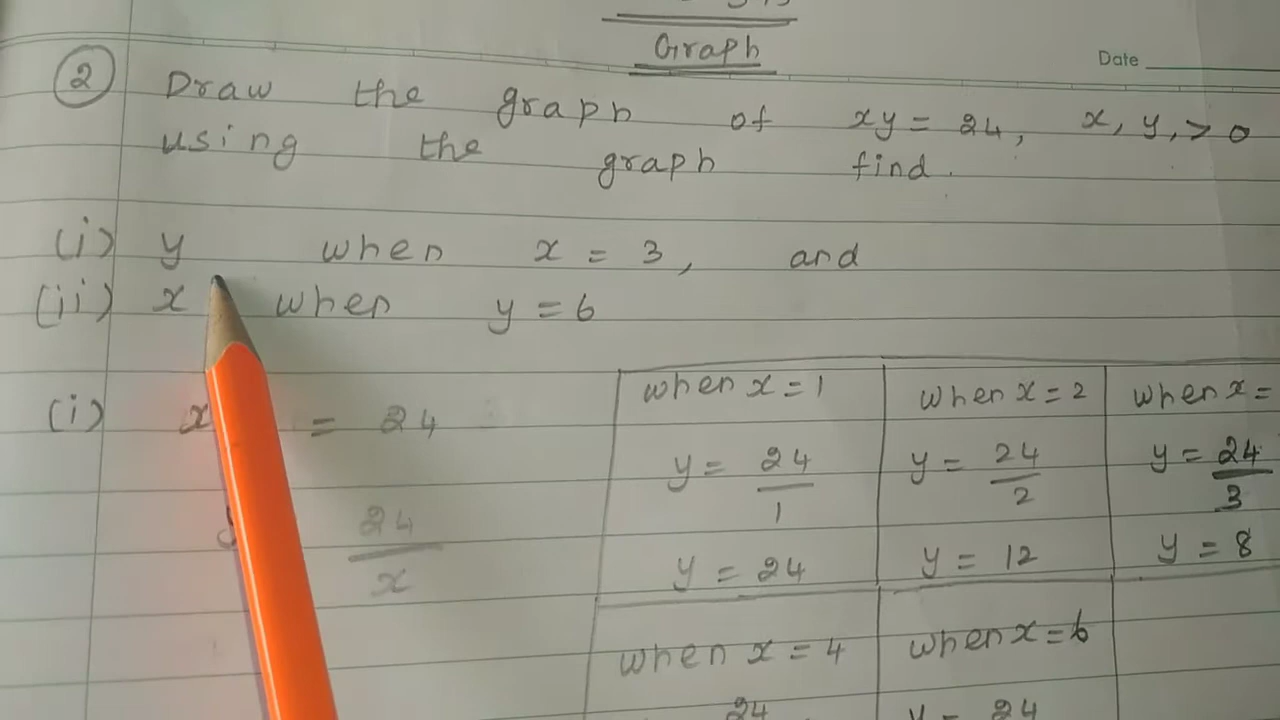 Graph
Date
② Draw the graph of xy = 24, x, y, > 0
using the graph find.
(i) y when x = 3, and
(ii) x when y = 6
(i) x = 24
24/x
when x = 1
y = 24/1
y = 24
when x = 2
y = 24/2
y = 12
when x =
y = 24/3
y = 8
when x = 4
24
when x = 6
y = 24